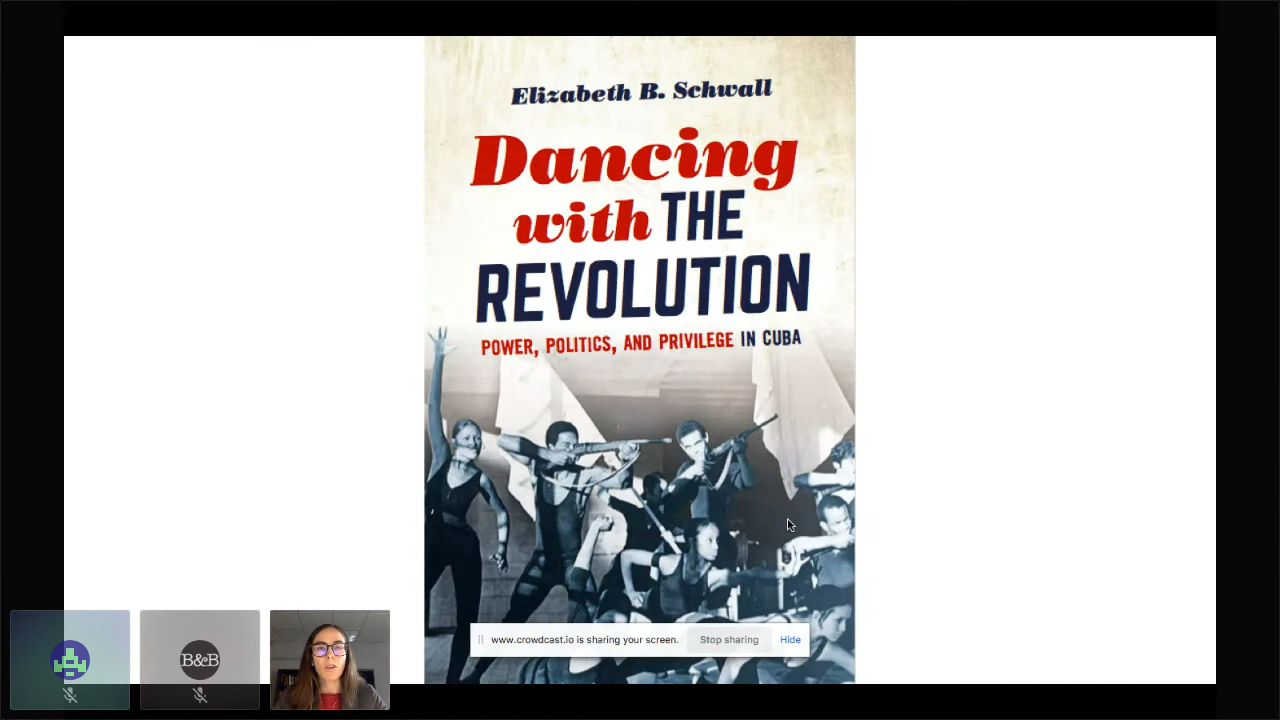 Elizabeth B. Schwall
Dancing
with THE
REVOLUTION
POWER, POLITICS, AND PRIVILEGE IN CUBA
www.crowdcast.io is sharing your screen. Stop sharing Hide
B&B